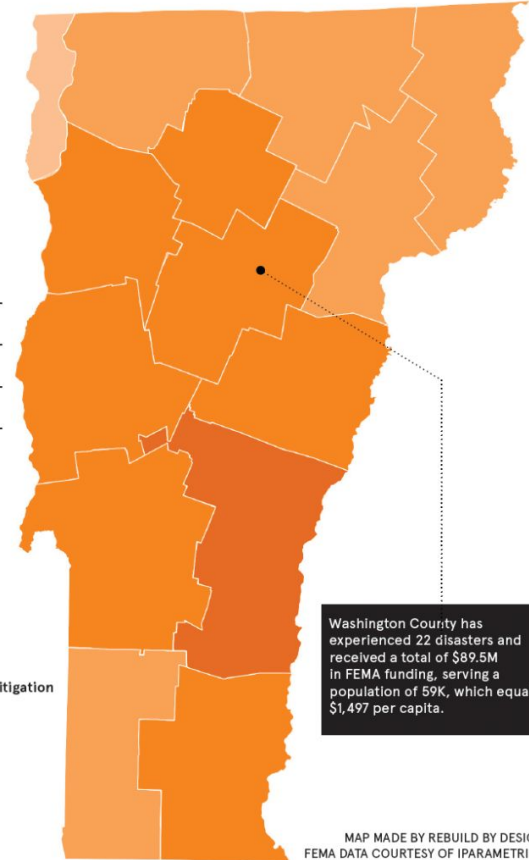 itigation
Washington County has
experienced 22 disasters and
received a total of $89.5M
in FEMA funding, serving a
population of 59K, which equa
$1,497 per capita.
MAP MADE BY REBUILD BY DESIG
FEMA DATA COURTESY OF IPARAMETRI